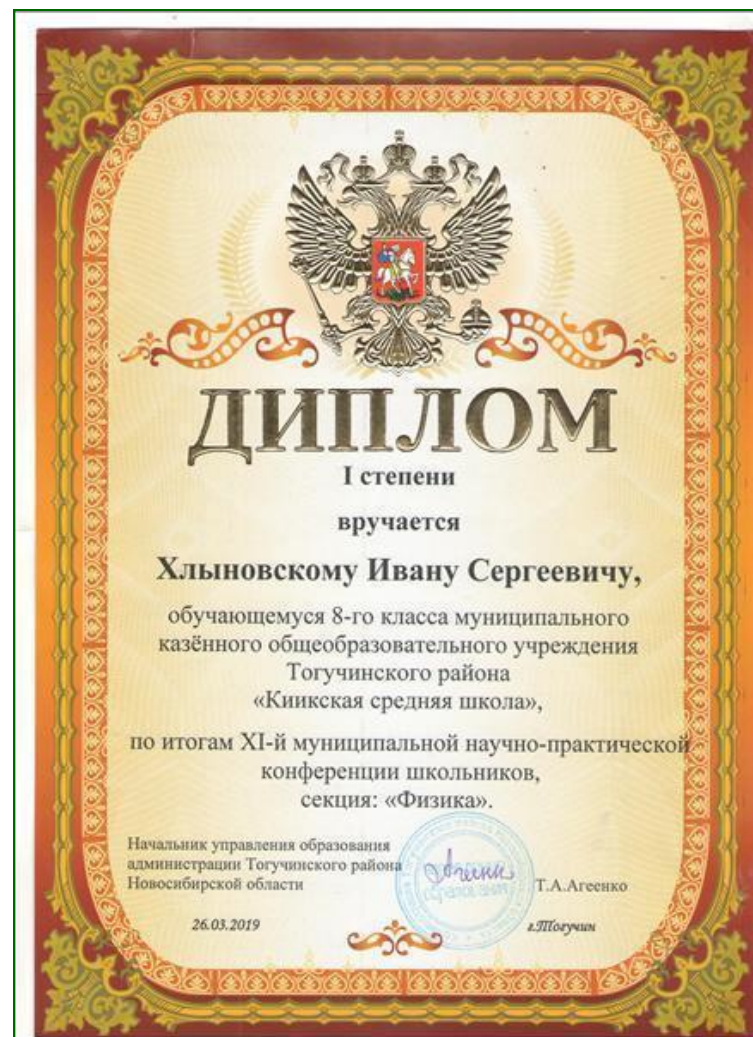 ДИПЛОМ
I степени
вручается
Хлыновскому Ивану Сергеевичу,
обучающемуся 8-го класса муниципального
казённого общеобразовательного учреждения
Тогучинского района
«Киикская средняя школа»,
по итогам XI-й муниципальной научно-практической
конференции школьников,
секция: «Физика».
Начальник управления образования
администрации Тогучинского района
Новосибирской области
Т.А.Агеенко
образования
26.03.2019
г.Тогучин